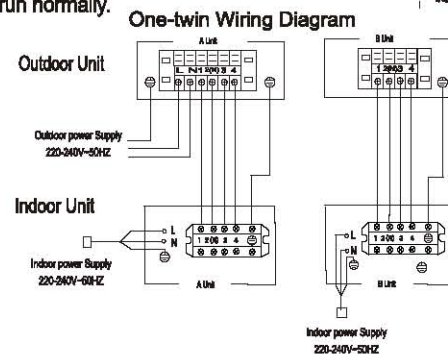 run normally.
One-twin Wiring Diagram
Outdoor Unit
A Unit
L N 1 2(N) 3 4
B Unit
1 2(N) 3 4
Outdoor power Supply
220-240V~50HZ
Indoor Unit
L
N
1 2(N) 3 4
A Unit
Indoor power Supply
220-240V~60HZ
L
N
1 2(N) 3 4
B Unit
Indoor power Supply
220-240V~50HZ